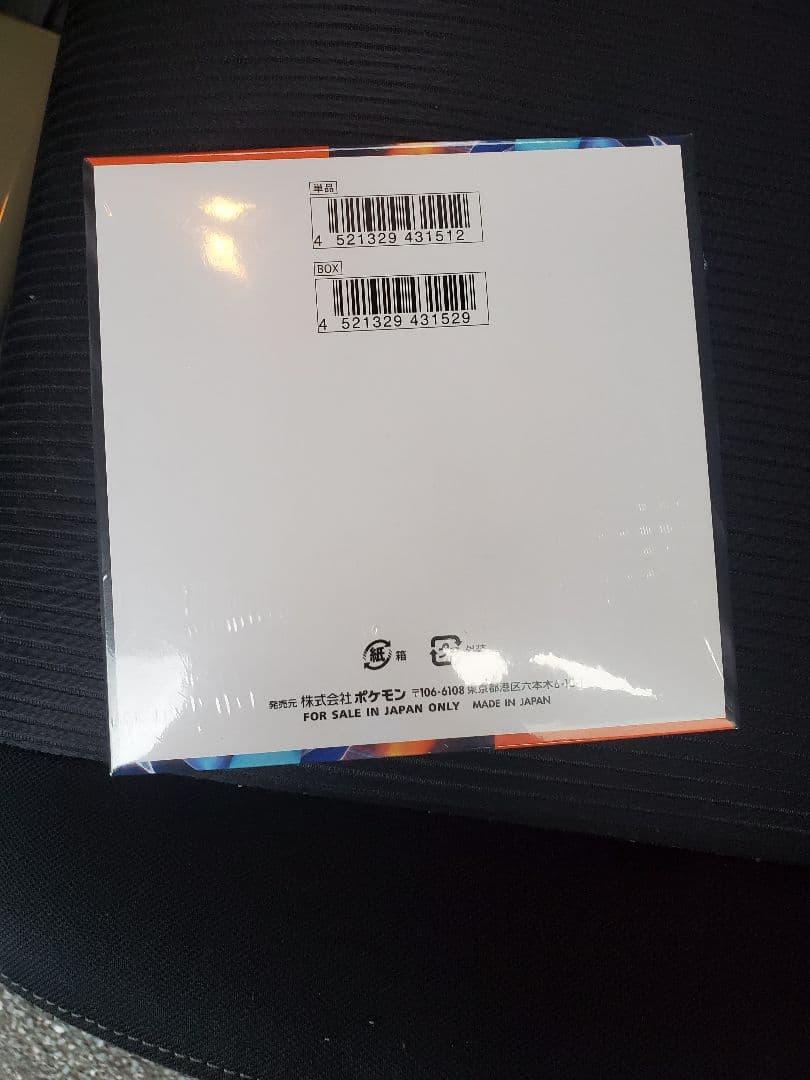 単品
4 521329 431512
BOX
4 521329 431529
紙 箱
発売元 株式会社ポケモン 〒106-6108 東京都港区六本木6-10-1
FOR SALE IN JAPAN ONLY MADE IN JAPAN